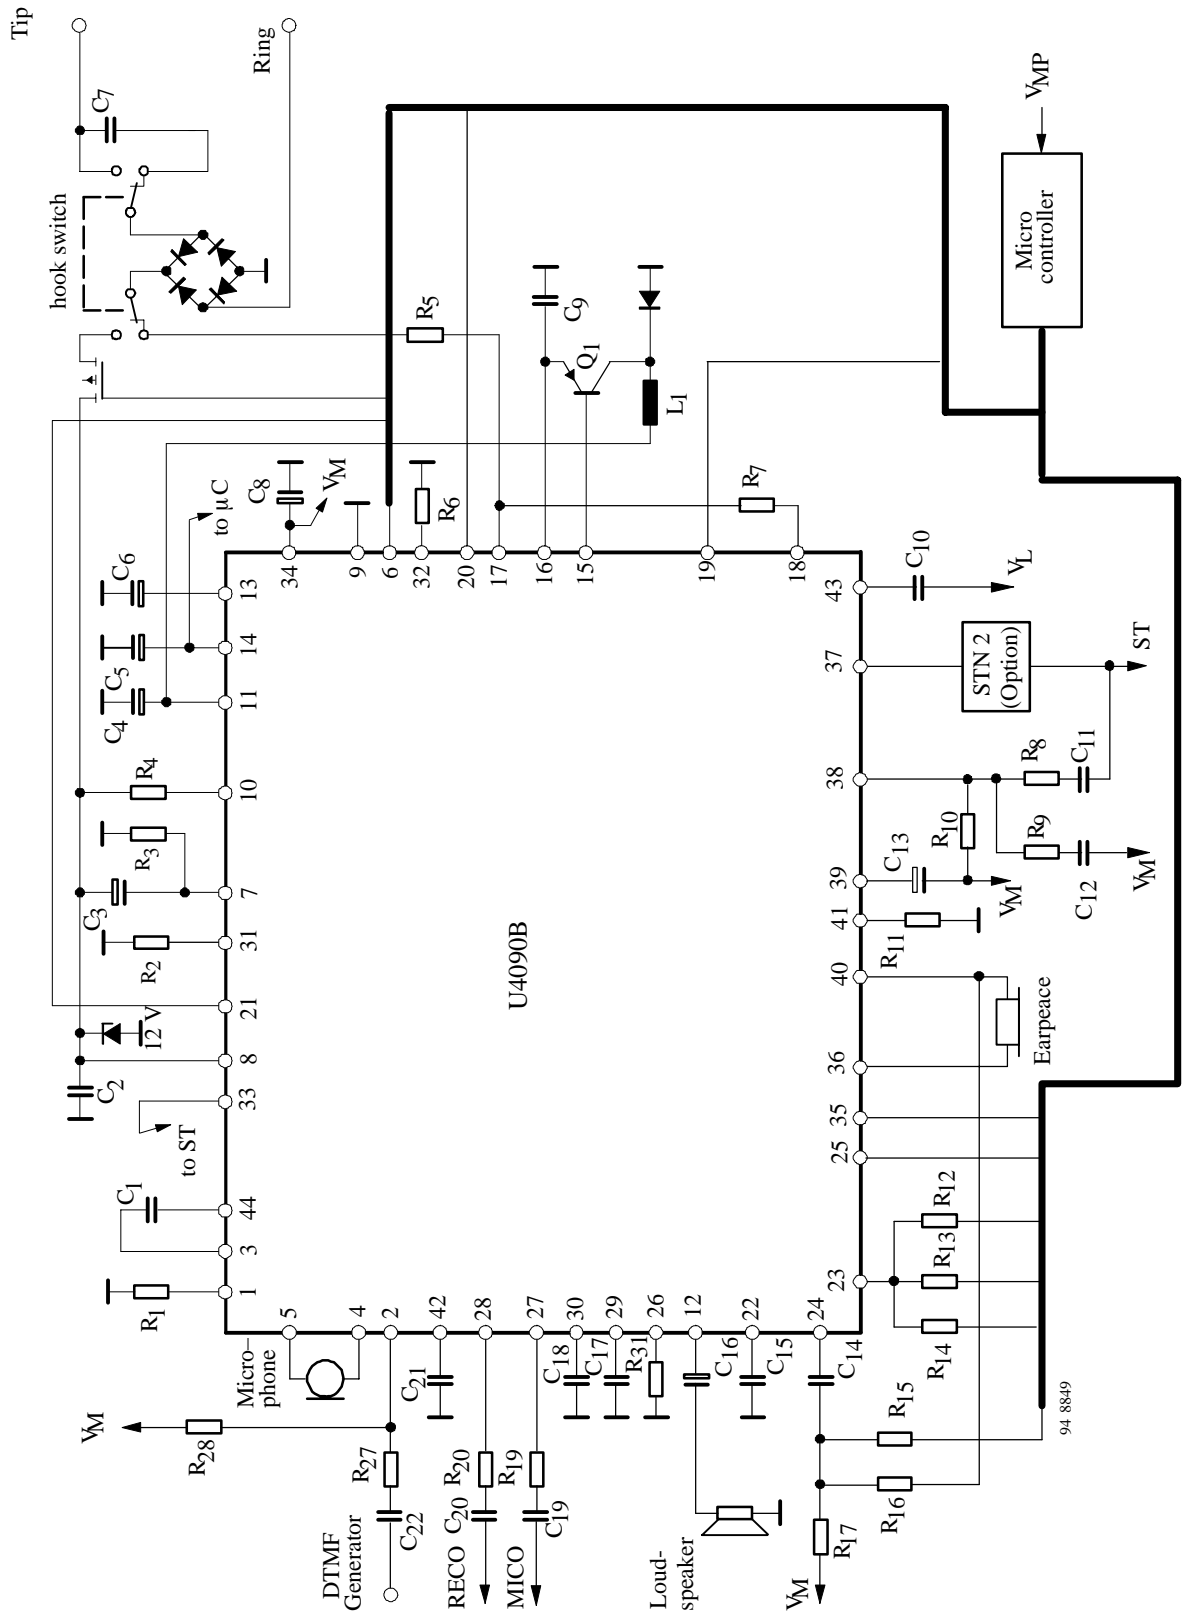 Tip
C7
Ring
hook switch
R5
C9
Q1
L1
Micro
controller
VMP
to μC
C8
VM
R6
R7
C6
C5
C4
R4
R3
C3
R2
12 V
C2
to ST
C1
R1
13
14
11
10
7
31
21
8
33
44
3
1
34
9
6
32
20
17
16
15
19
18
U4090B
43
37
38
39
41
40
36
35
25
23
C10
VL
STN 2
(Option)
ST
R8
C11
R9
C12
VM
R10
C13
VM
R11
Earpeace
R12
R13
R14
5
4
2
42
28
27
30
29
26
12
22
24
Micro-
phone
VM
R28
R27
C22
DTMF
Generator
C21
R20
C20
RECO
R19
C19
MICO
C18
C17
R31
C16
C15
C14
Loud-
speaker
R15
R16
R17
VM
94 8849